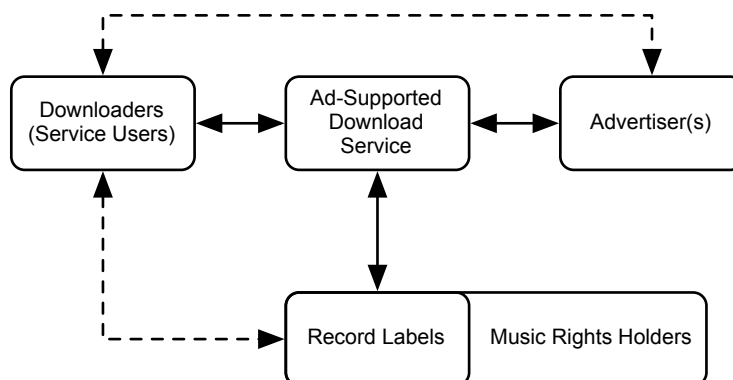 Downloaders
(Service Users)
Ad-Supported
Download
Service
Advertiser(s)
Record Labels
Music Rights Holders